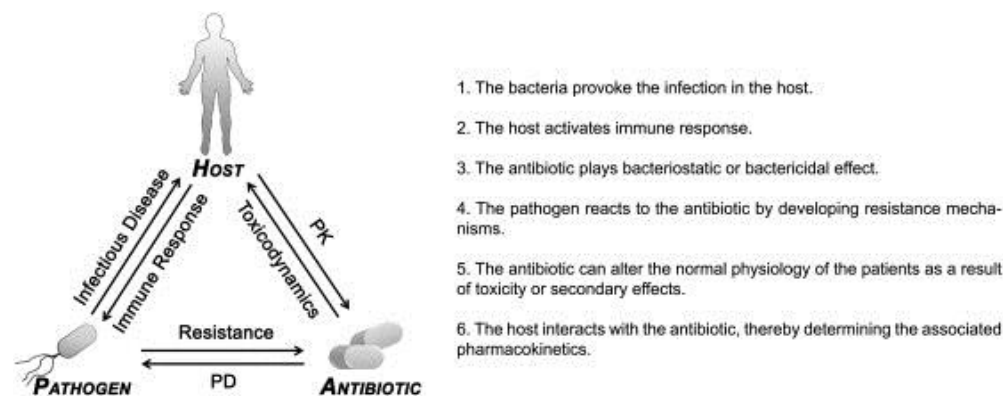 HOST
Infectious Disease
Immune Response
Toxicodynamics
PK
Resistance
PD
PATHOGEN
ANTIBIOTIC
1. The bacteria provoke the infection in the host.
2. The host activates immune response.
3. The antibiotic plays bacteriostatic or bactericidal effect.
4. The pathogen reacts to the antibiotic by developing resistance mecha-
nisms.
5. The antibiotic can alter the normal physiology of the patients as a result
of toxicity or secondary effects.
6. The host interacts with the antibiotic, thereby determining the associated
pharmacokinetics.